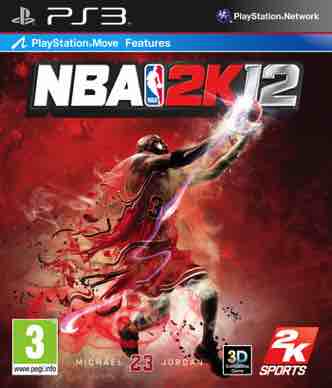 PS3
PlayStation®Network
PlayStation®Move Features
NBA 2K12
3
www.pegi.info
MICHAEL 23 JORDAN
3D
2K
SPORTS